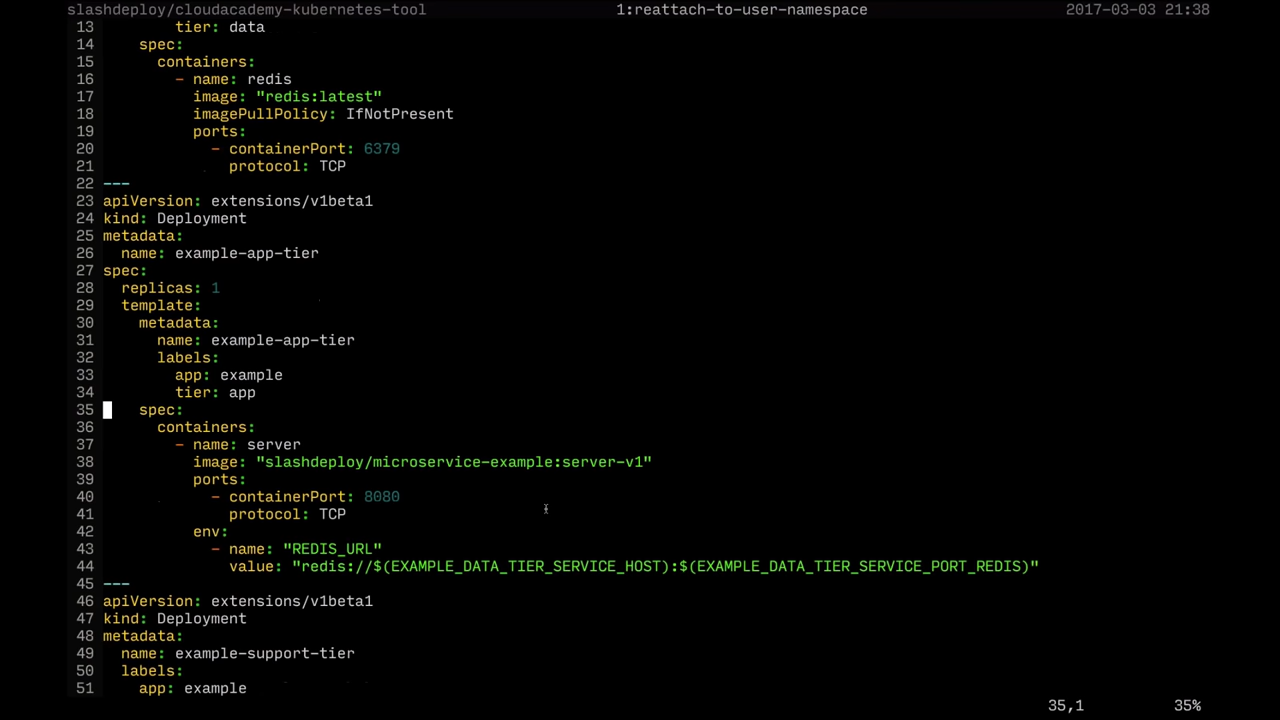 slashdeploy/cloudacademy-kubernetes-tool 1:reattach-to-user-namespace 2017-03-03 21:38
13         tier: data
14     spec:
15       containers:
16         - name: redis
17           image: "redis:latest"
18           imagePullPolicy: IfNotPresent
19           ports:
20             - containerPort: 6379
21               protocol: TCP
22 ---
23 apiVersion: extensions/v1beta1
24 kind: Deployment
25 metadata:
26   name: example-app-tier
27 spec:
28   replicas: 1
29   template:
30     metadata:
31       name: example-app-tier
32       labels:
33         app: example
34         tier: app
35     spec:
36       containers:
37         - name: server
38           image: "slashdeploy/microservice-example:server-v1"
39           ports:
40             - containerPort: 8080
41               protocol: TCP
42           env:
43             - name: "REDIS_URL"
44               value: "redis://$(EXAMPLE_DATA_TIER_SERVICE_HOST):$(EXAMPLE_DATA_TIER_SERVICE_PORT_REDIS)"
45 ---
46 apiVersion: extensions/v1beta1
47 kind: Deployment
48 metadata:
49   name: example-support-tier
50   labels:
51     app: example
35,1 35%